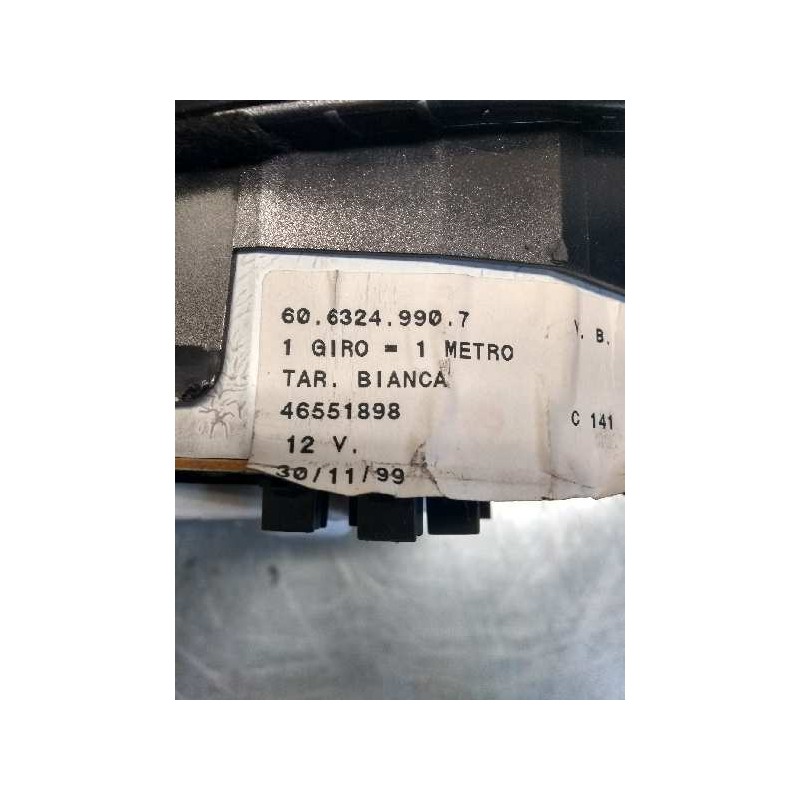 60.6324.990.7
1 GIRO = 1 METRO
TAR. BIANCA
46551898
12 V.
30/11/99
V. B.
C 141